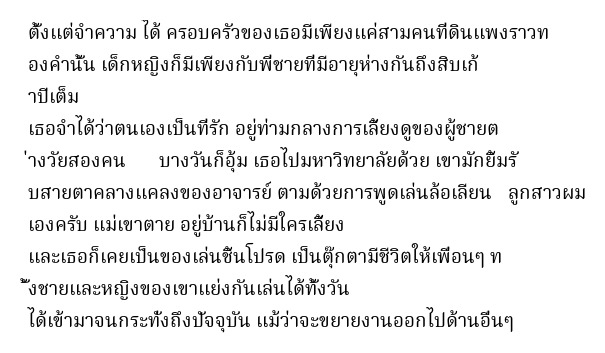 ตั้งแต่จำความ ได้ ครอบครัวของเธอมีเพียงแค่สามคนที่ดินแพงราวท
องคำนั้น เด็กหญิงก็มีเพียงกับพี่ชายที่มีอายุห่างกันถึงสิบเก้
าปีเต็ม
เธอจำได้ว่าตนเองเป็นที่รัก อยู่ท่ามกลางการเลี้ยงดูของผู้ชายต
่างวัยสองคน บางวันก็อุ้ม เธอไปมหาวิทยาลัยด้วย เขามักยิ้มรั
บสายตาคลางแคลงของอาจารย์ ตามด้วยการพูดเล่นล้อเลียน ลูกสาวผม
เองครับ แม่เขาตาย อยู่บ้านก็ไม่มีใครเลี้ยง
และเธอก็เคยเป็นของเล่นชิ้นโปรด เป็นตุ๊กตามีชีวิตให้เพื่อนๆ ท
ั้งชายและหญิงของเขาแย่งกันเล่นได้ทั้งวัน
ได้เข้ามาจนกระทั่งถึงปัจจุบัน แม้ว่าจะขยายงานออกไปด้านอื่นๆ